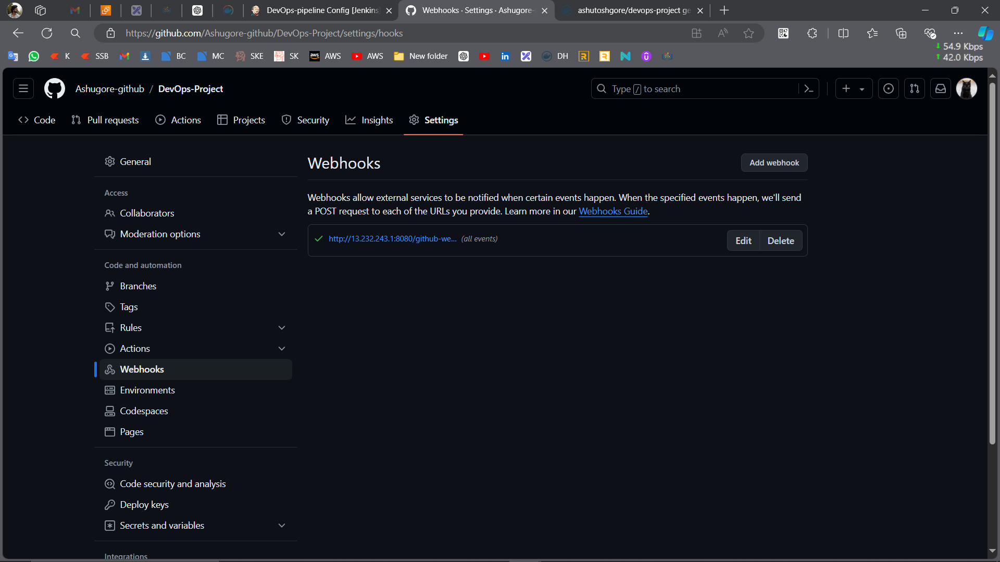 DevOps-pipeline Config [Jenkins
Webhooks · Settings · Ashugore-
ashutoshgore/devops-project ge
https://github.com/Ashugore-github/DevOps-Project/settings/hooks
54.9 Kbps
42.0 Kbps
K
SSB
BC
MC
SKE
SK
aws
AWS
AWS
New folder
DH
Ashugore-github / DevOps-Project
Type / to search
Code
Pull requests
Actions
Projects
Security
Insights
Settings
General
Access
Collaborators
Moderation options
Code and automation
Branches
Tags
Rules
Actions
Webhooks
Environments
Codespaces
Pages
Security
Code security and analysis
Deploy keys
Secrets and variables
Integrations
Webhooks
Add webhook
Webhooks allow external services to be notified when certain events happen. When the specified events happen, we'll send
a POST request to each of the URLs you provide. Learn more in our Webhooks Guide.
http://13.232.243.1:8080/github-we... (all events)
Edit
Delete